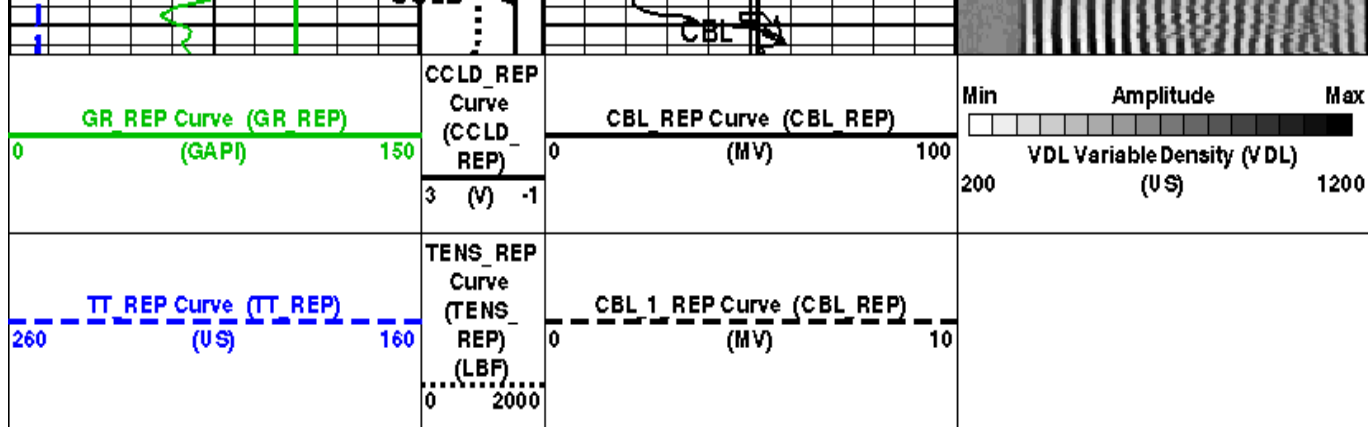 CCLD
CBL
GR_REP Curve (GR_REP)
0 (GAPI) 150
CCLD_REP
Curve
(CCLD_
REP)
3 (V) -1
CBL_REP Curve (CBL_REP)
0 (MV) 100
Min Amplitude Max
VDL Variable Density (VDL)
200 (US) 1200
TT_REP Curve (TT_REP)
260 (US) 160
TENS_REP
Curve
(TENS_
REP)
(LBF)
0 2000
CBL_1_REP Curve (CBL_REP)
0 (MV) 10